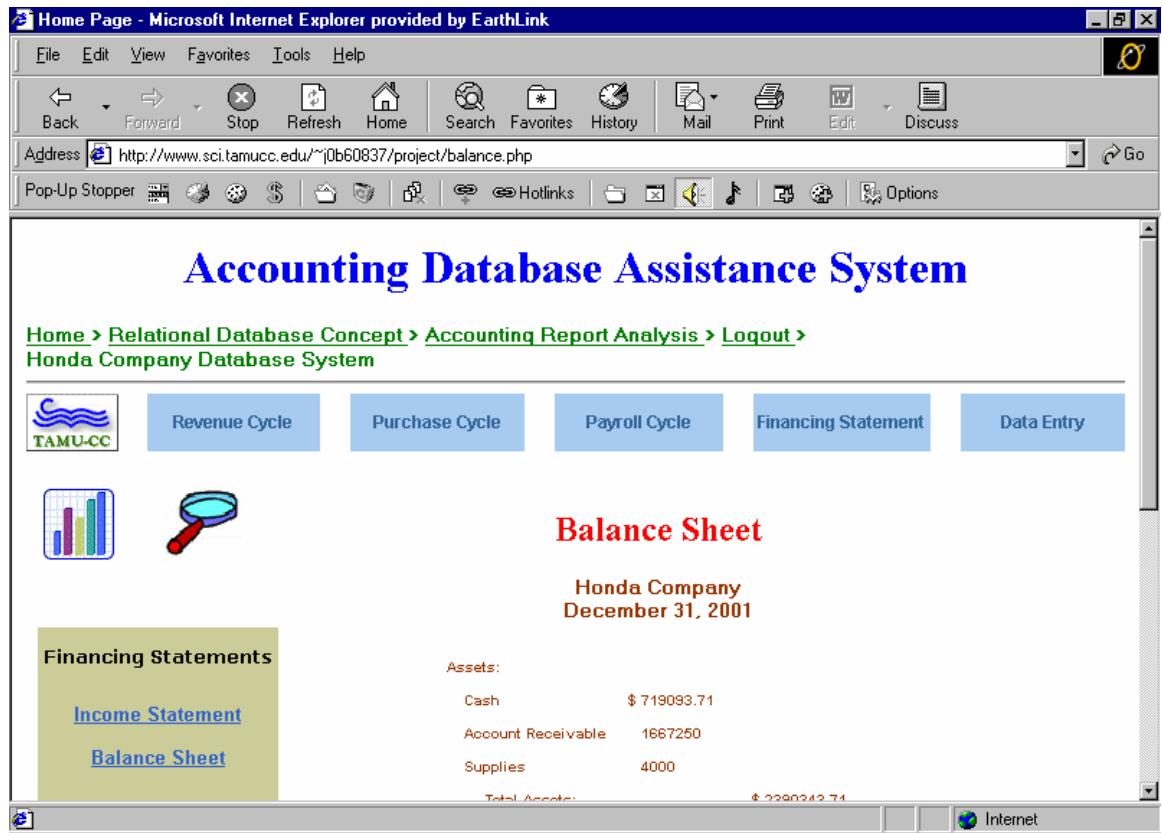 Home Page - Microsoft Internet Explorer provided by EarthLink
File Edit View Favorites Tools Help
Back Forward Stop Refresh Home Search Favorites History Mail Print Edit Discuss
Address http://www.sci.tamucc.edu/~j0b60837/project/balance.php Go
Pop-Up Stopper Hotlinks Options
Accounting Database Assistance System
Home > Relational Database Concept > Accounting Report Analysis > Logout >
Honda Company Database System
TAMU-CC Revenue Cycle Purchase Cycle Payroll Cycle Financing Statement Data Entry
Balance Sheet
Honda Company
December 31, 2001
Financing Statements
Income Statement
Balance Sheet
Assets:
Cash $ 719093.71
Account Receivable 1667250
Supplies 4000
Total Assets: $ 2390343.71
Internet